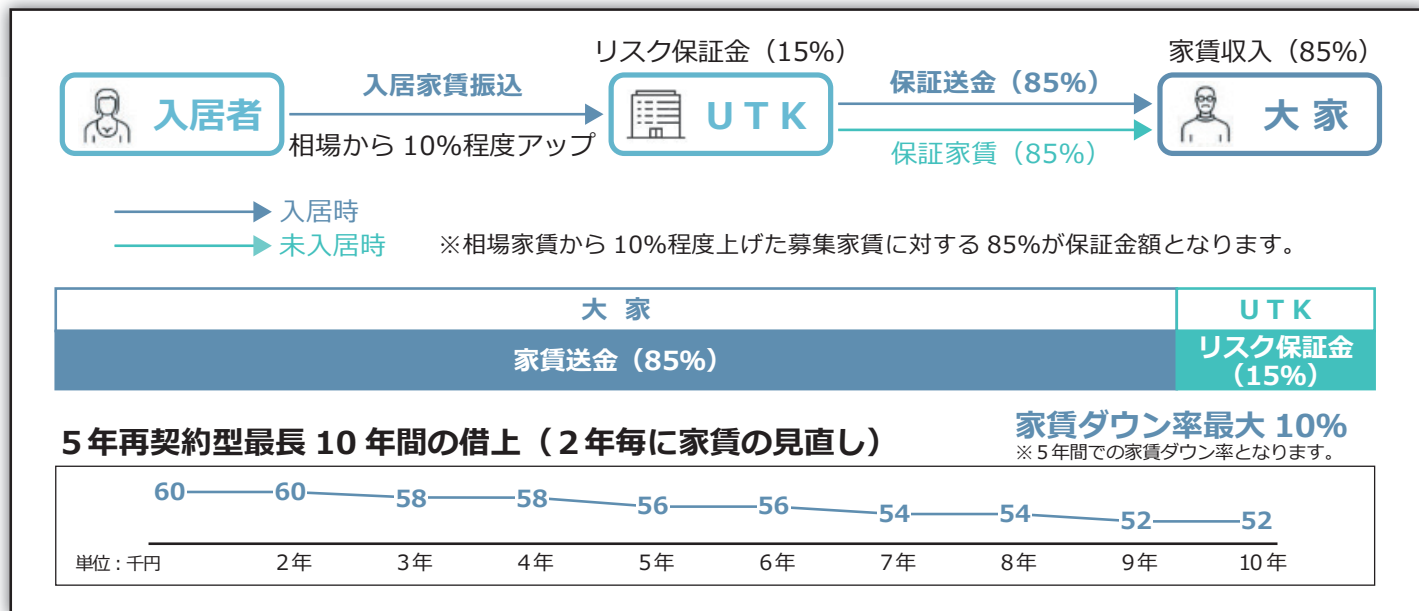 リスク保証金（15%）
家賃収入（85%）
入居者
入居家賃振込
相場から 10%程度アップ
UTK
保証送金（85%）
保証家賃（85%）
大 家
入居時
未入居時
※相場家賃から 10%程度上げた募集家賃に対する 85%が保証金額となります。
大 家
UTK
家賃送金（85%）
リスク保証金
（15%）
５年再契約型最長 10 年間の借上（２年毎に家賃の見直し）
家賃ダウン率最大 10%
※５年間での家賃ダウン率となります。
60 60 58 58 56 56 54 54 52 52
単位：千円 2年 3年 4年 5年 6年 7年 8年 9年 10年